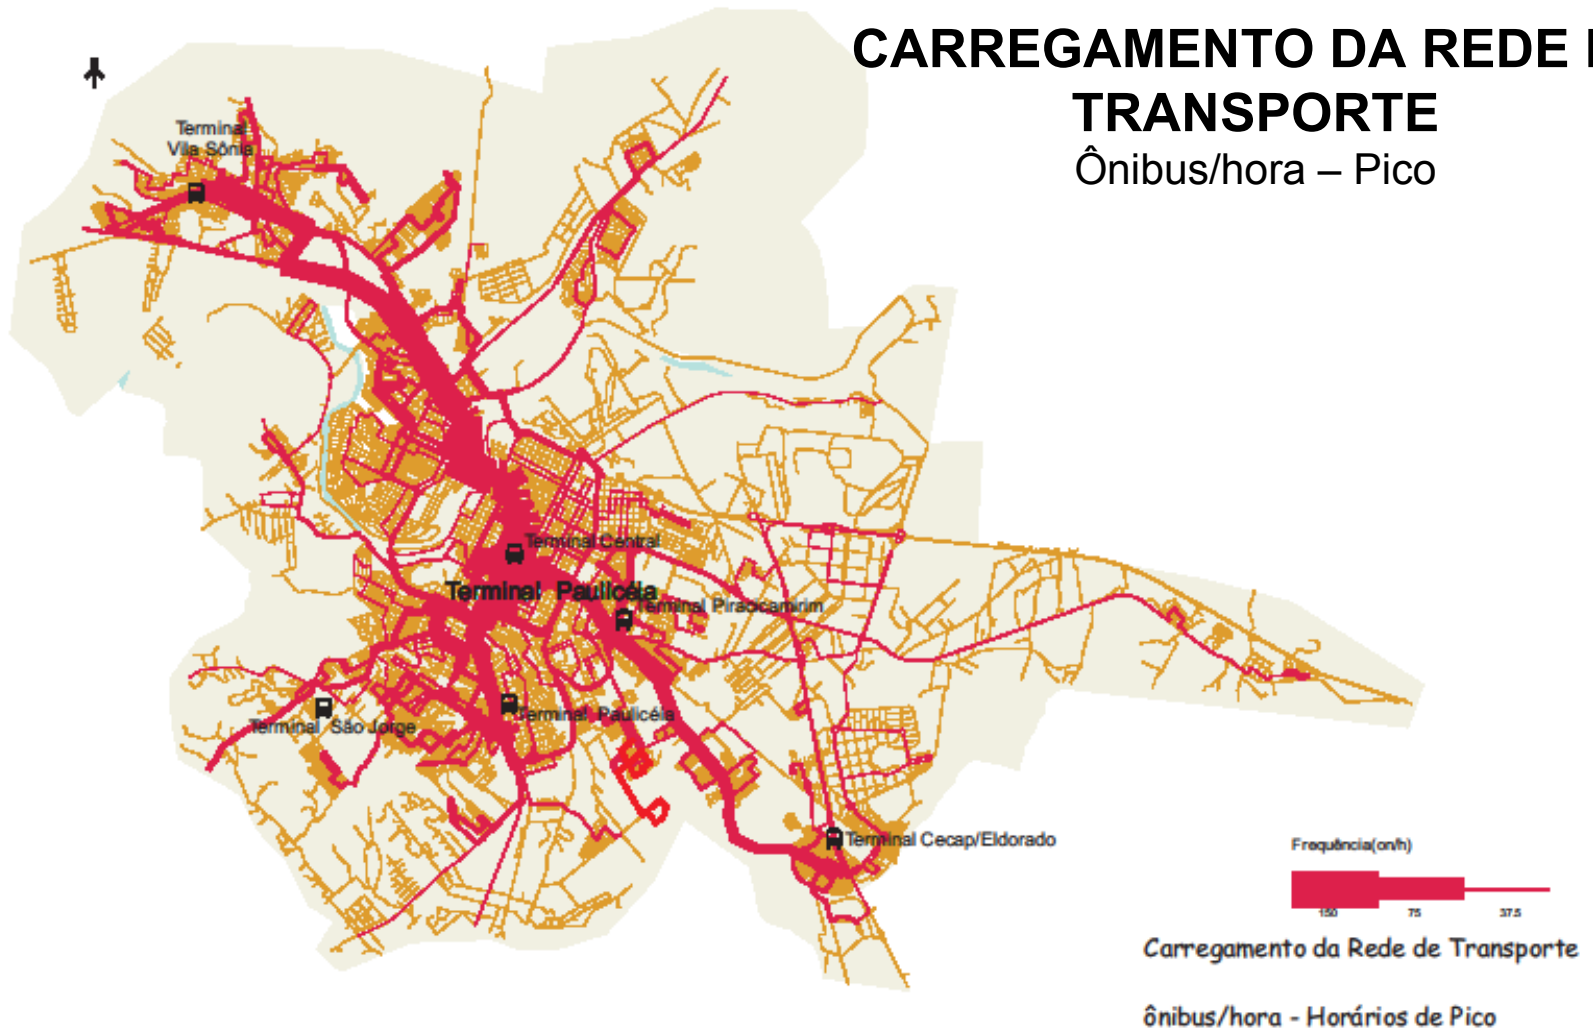 CARREGAMENTO DA REDE
TRANSPORTE
Ônibus/hora – Pico
Terminal
Vila Sônia
Terminal Central
Terminal Paulicéia
Terminal Piracicamirim
Terminal Paulicéia
Terminal São Jorge
Terminal Cecap/Eldorado
Frequência(on/h)
150 75 37.5
Carregamento da Rede de Transporte
ônibus/hora - Horários de Pico